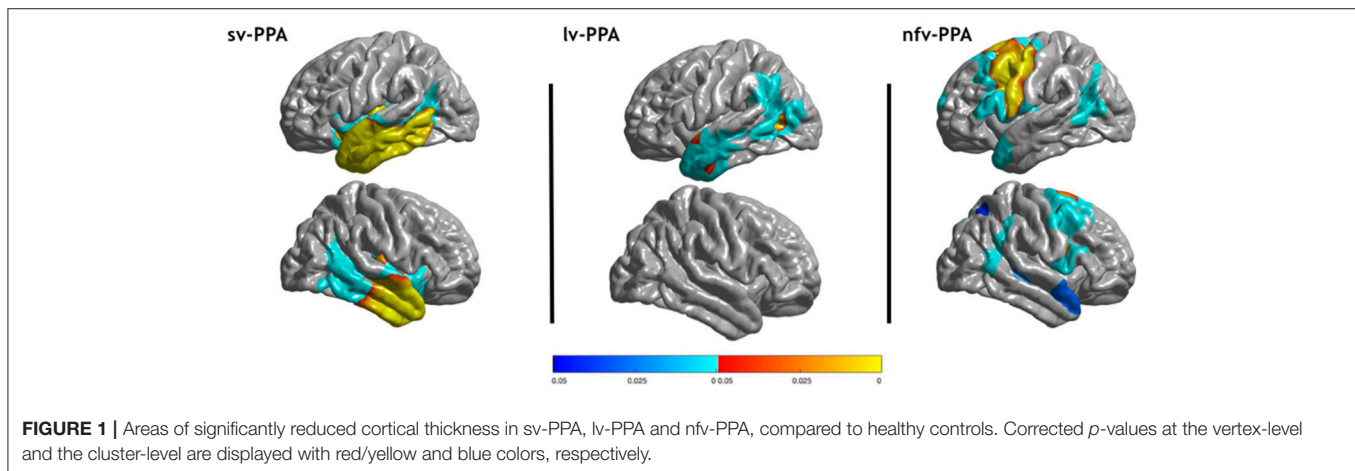 sv-PPA lv-PPA nfv-PPA
0.05 0.025 0 0.05 0.025 0
FIGURE 1 | Areas of significantly reduced cortical thickness in sv-PPA, lv-PPA and nfv-PPA, compared to healthy controls. Corrected p-values at the vertex-level
and the cluster-level are displayed with red/yellow and blue colors, respectively.